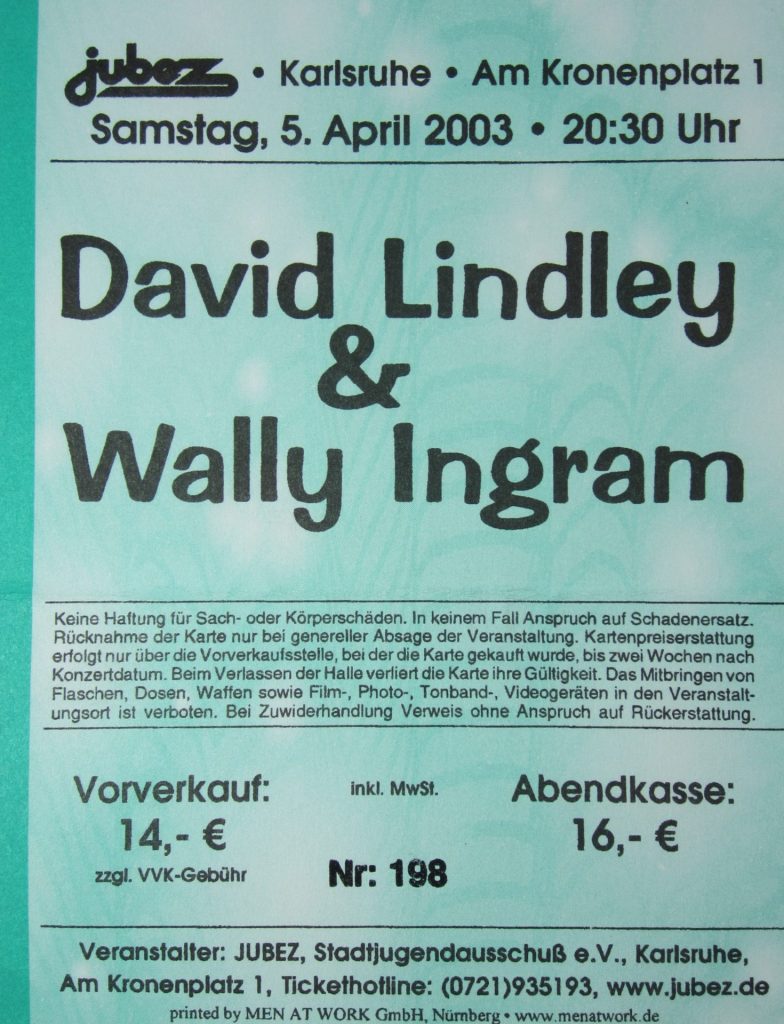 jubez • Karlsruhe • Am Kronenplatz 1
Samstag, 5. April 2003 • 20:30 Uhr
David Lindley
&
Wally Ingram
Keine Haftung für Sach- oder Körperschäden. In keinem Fall Anspruch auf Schadenersatz.
Rücknahme der Karte nur bei genereller Absage der Veranstaltung. Kartenpreiserstattung
erfolgt nur über die Vorverkaufsstelle, bei der die Karte gekauft wurde, bis zwei Wochen nach
Konzertdatum. Beim Verlassen der Halle verliert die Karte ihre Gültigkeit. Das Mitbringen von
Flaschen, Dosen, Waffen sowie Film-, Photo-, Tonband-, Videogeräten in den Veranstalt-
ungsort ist verboten. Bei Zuwiderhandlung Verweis ohne Anspruch auf Rückerstattung.
Vorverkauf: inkl. MwSt. Abendkasse:
14,- € 16,- €
zzgl. VVK-Gebühr Nr: 198
Veranstalter: JUBEZ, Stadtjugendausschuß e.V., Karlsruhe,
Am Kronenplatz 1, Tickethotline: (0721)935193, www.jubez.de
printed by MEN AT WORK GmbH, Nürnberg • www.menatwork.de